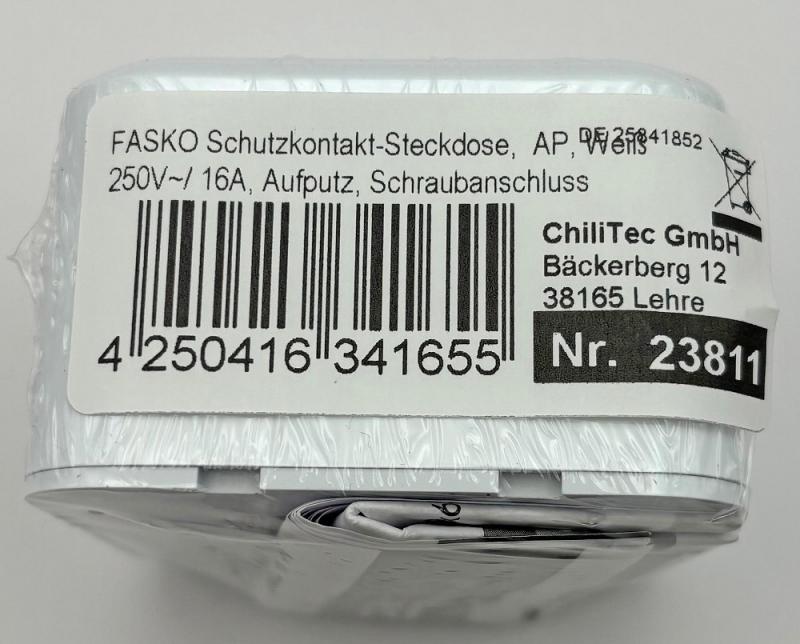 FASKO Schutzkontakt-Steckdose, AP, Weiß
DE 25841852
250V~/ 16A, Aufputz, Schraubanschluss
ChiliTec GmbH
Bäckerberg 12
38165 Lehre
Nr. 23811
4 250416 341655